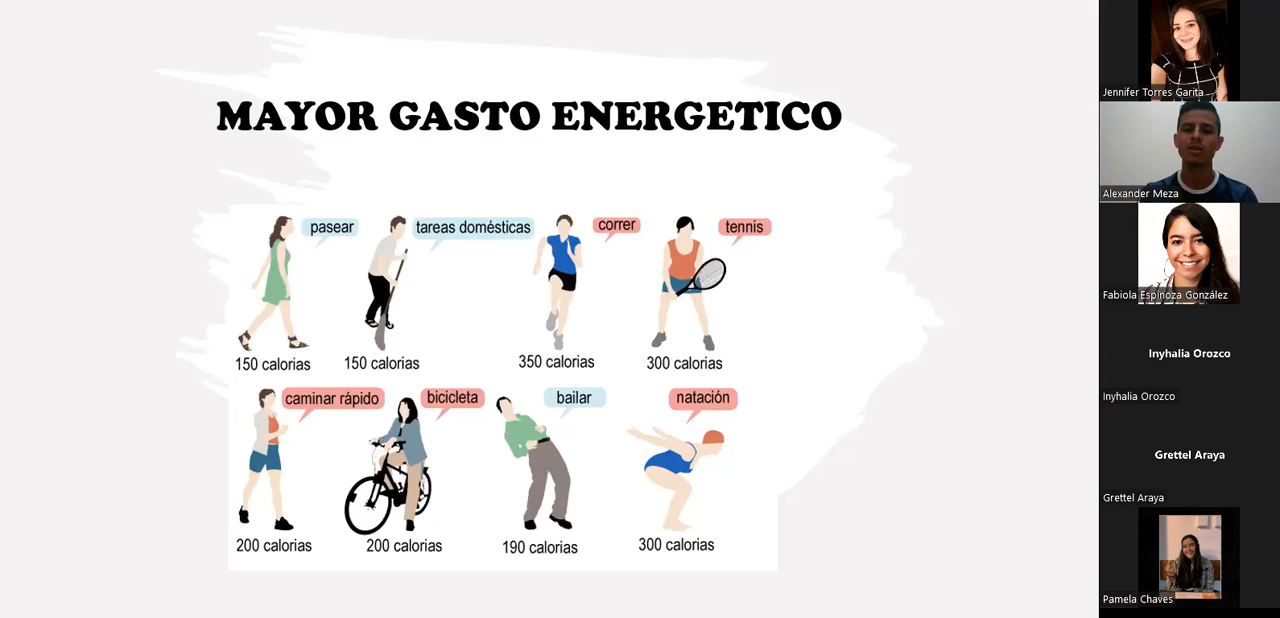 MAYOR GASTO ENERGETICO
pasear
tareas domésticas
correr
tennis
150 calorias
150 calorias
350 calorias
300 calorias
caminar rápido
bicicleta
bailar
natación
200 calorias
200 calorias
190 calorias
300 calorias
Jennifer Torres Garita
Alexander Meza
Fabiola Espinoza González
Inyhalia Orozco
Inyhalia Orozco
Grettel Araya
Grettel Araya
Pamela Chaves